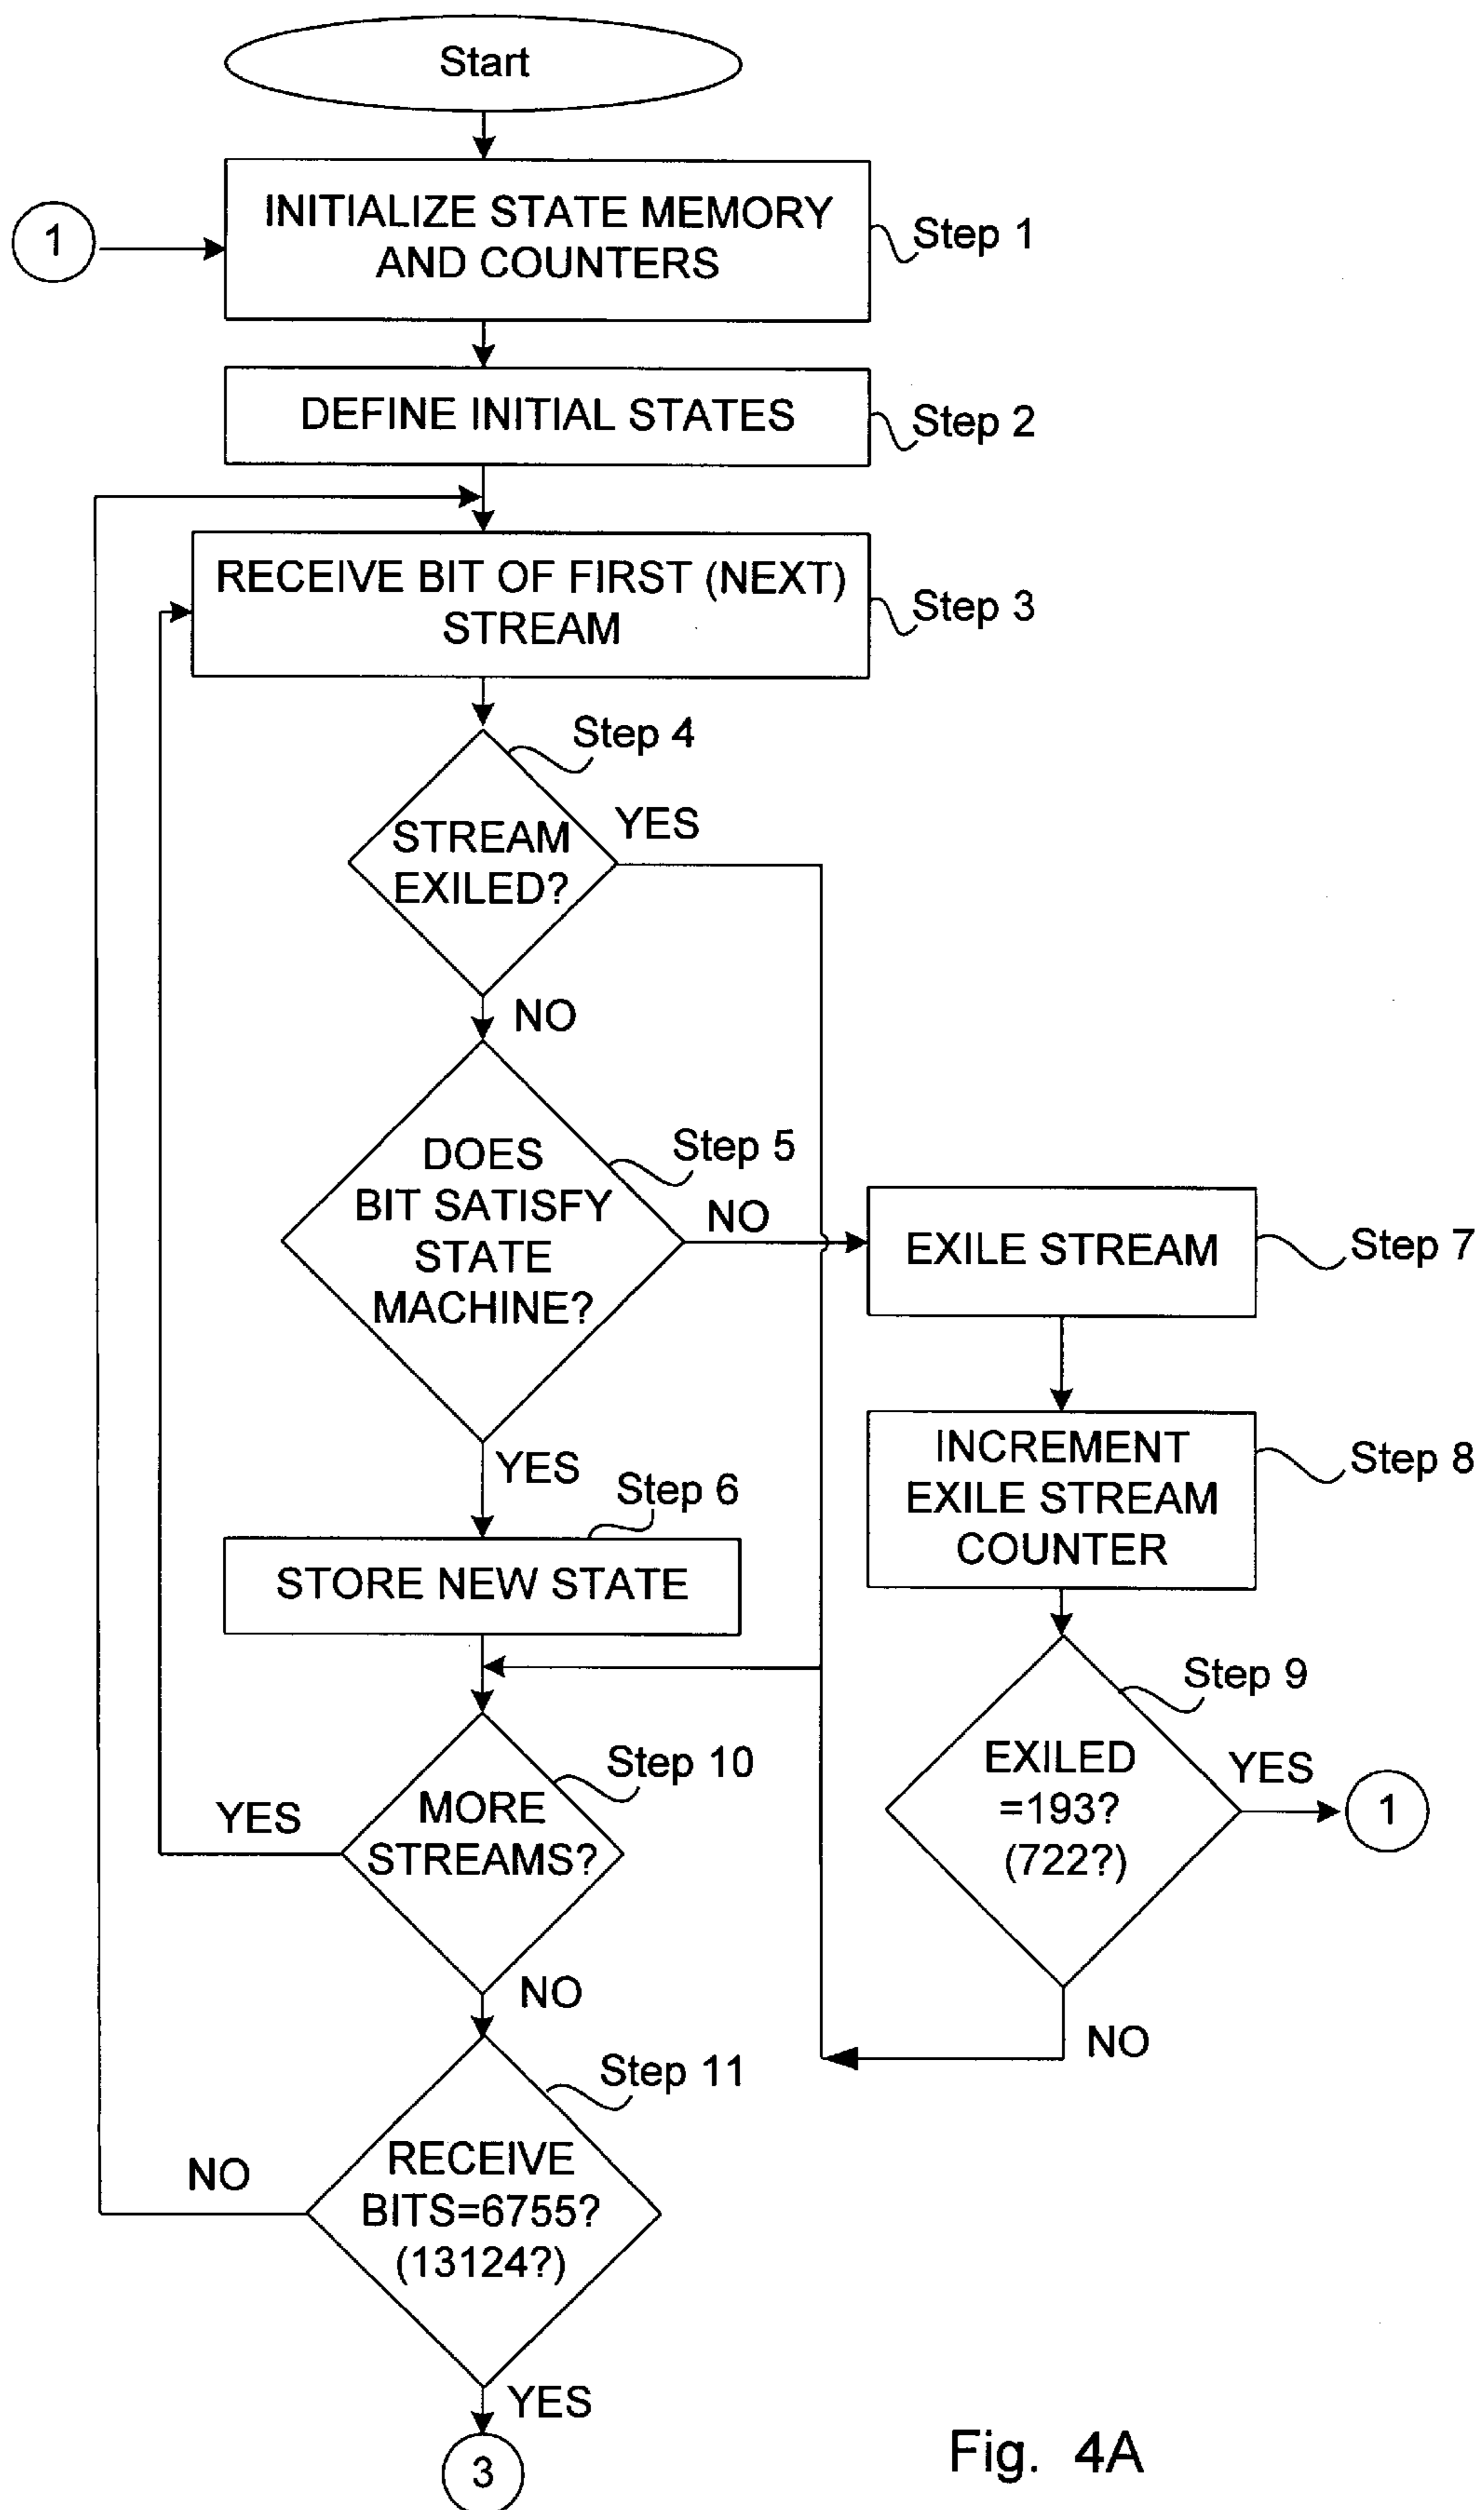 Start
1
INITIALIZE STATE MEMORY
AND COUNTERS
Step 1
DEFINE INITIAL STATES
Step 2
RECEIVE BIT OF FIRST (NEXT)
STREAM
Step 3
Step 4
STREAM
EXILED?
YES
NO
Step 5
DOES
BIT SATISFY
STATE
MACHINE?
NO
EXILE STREAM
Step 7
YES
Step 6
STORE NEW STATE
INCREMENT
EXILE STREAM
COUNTER
Step 8
Step 9
EXILED
=193?
(722?)
YES
1
NO
Step 10
MORE
STREAMS?
YES
NO
Step 11
RECEIVE
BITS=6755?
(13124?)
NO
YES
3
Fig. 4A